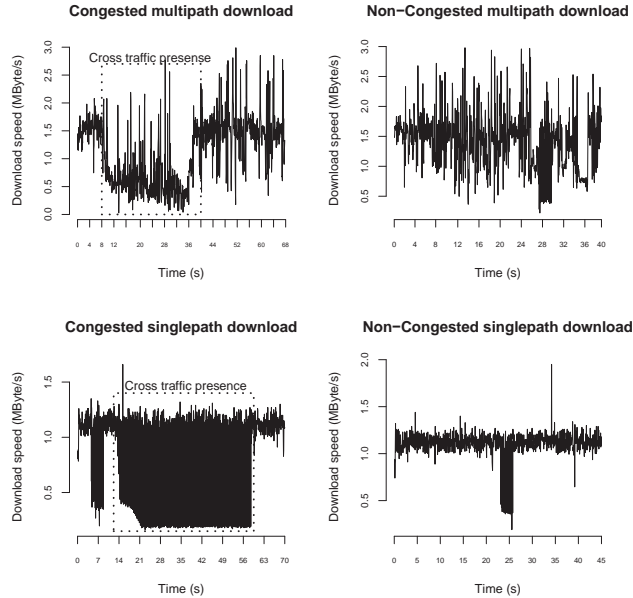 Congested multipath download
Cross traffic presense
Download speed (MByte/s)
0.0 0.5 1.0 1.5 2.0 2.5 3.0
0 4 8 12 20 28 36 44 52 60 68
Time (s)
Non−Congested multipath download
Download speed (MByte/s)
0.5 1.0 1.5 2.0 2.5 3.0
0 4 8 12 16 20 24 28 32 36 40
Time (s)
Congested singlepath download
Cross traffic presence
Download speed (MByte/s)
0.5 1.0 1.5
0 7 14 21 28 35 42 49 56 63 70
Time (s)
Non−Congested singlepath download
Download speed (MByte/s)
0.5 1.0 1.5 2.0
0 5 10 15 20 25 30 35 40 45
Time (s)